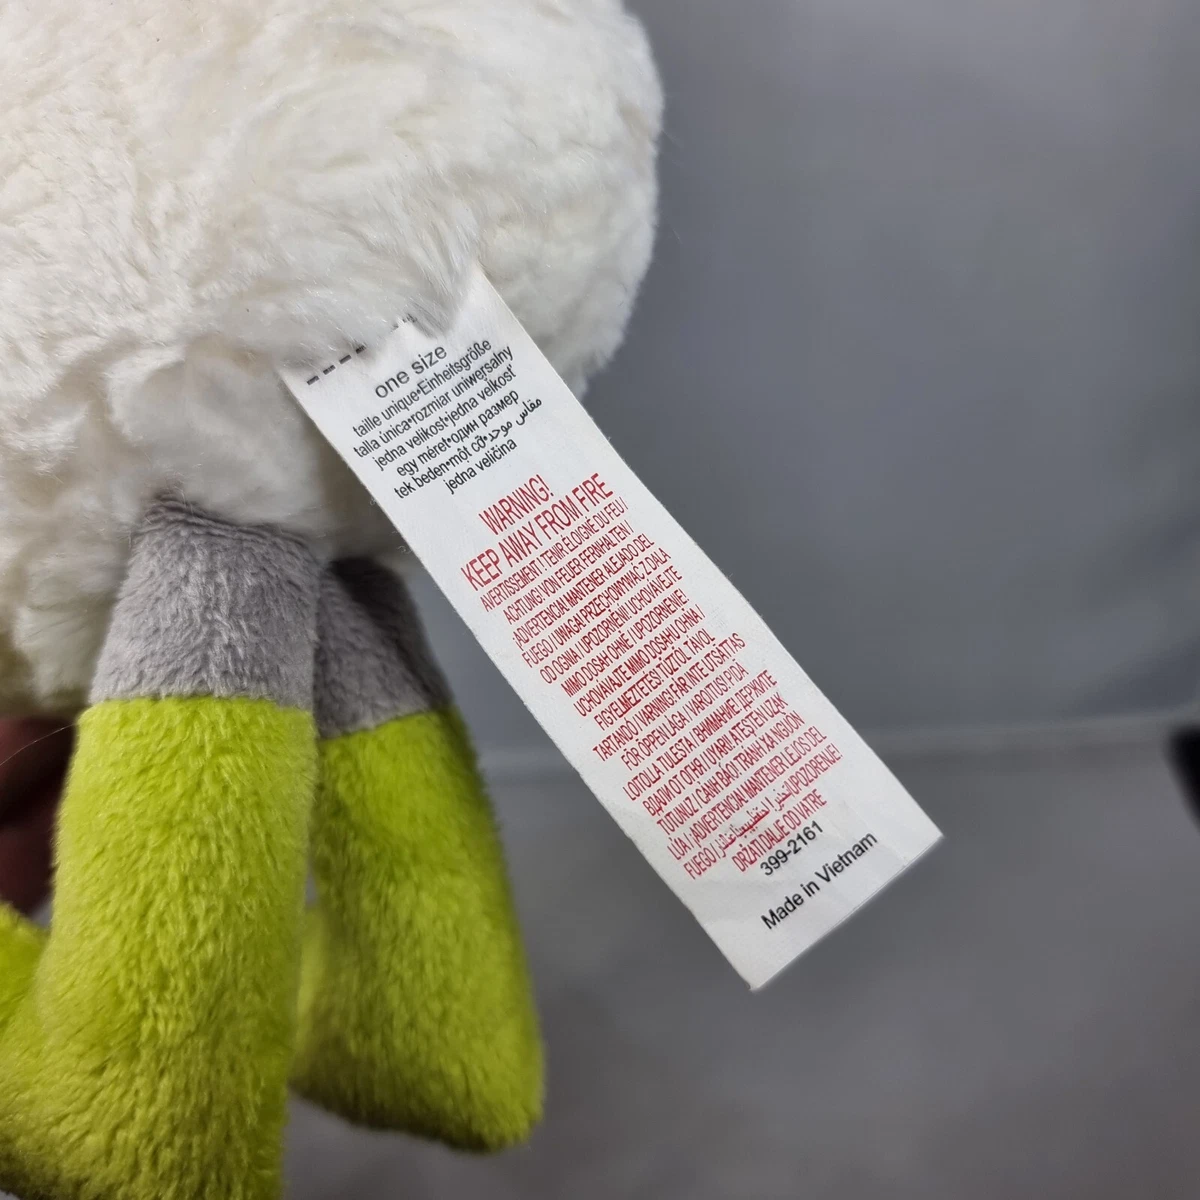 one size
taille unique•Einheitsgröße
talla única•rozmiar uniwersalny
jedna velikost•jedna veľkosť
egy méret•один размер
tek beden•một cỡ•مقاس موحد
jedna veličina
WARNING!
KEEP AWAY FROM FIRE
AVERTISSEMENT ! TENIR ÉLOIGNÉ DU FEU /
ACHTUNG! VON FEUER FERNHALTEN /
¡ADVERTENCIA! MANTENER ALEJADO DEL
FUEGO / UWAGA! PRZECHOWYWAĆ Z DALA
OD OGNIA / UPOZORNĚNÍ! UCHOVÁVEJTE
MIMO DOSAH OHNĚ / UPOZORNENIE!
UCHOVÁVAJTE MIMO DOSAHU OHŇA /
FIGYELMEZTETÉS! TŰZTŐL TÁVOL
TARTANDÓ / VARNING! FÅR INTE UTSÄTTAS
FÖR ÖPPEN LÅGA / VAROITUS! PIDÄ
LOITOLLA TULESTA / ВНИМАНИЕ! ДЕРЖИТЕ
ВДАЛИ ОТ ОГНЯ! / UYARI! ATEŞTEN UZAK
TUTUNUZ / CẢNH BÁO: TRÁNH XA NGỌN
LỬA / ¡ADVERTENCIA! MANTENER LEJOS DEL
FUEGO / UPOZORENJE!
DRŽATI DALJE OD VATRE
399-2161
Made in Vietnam